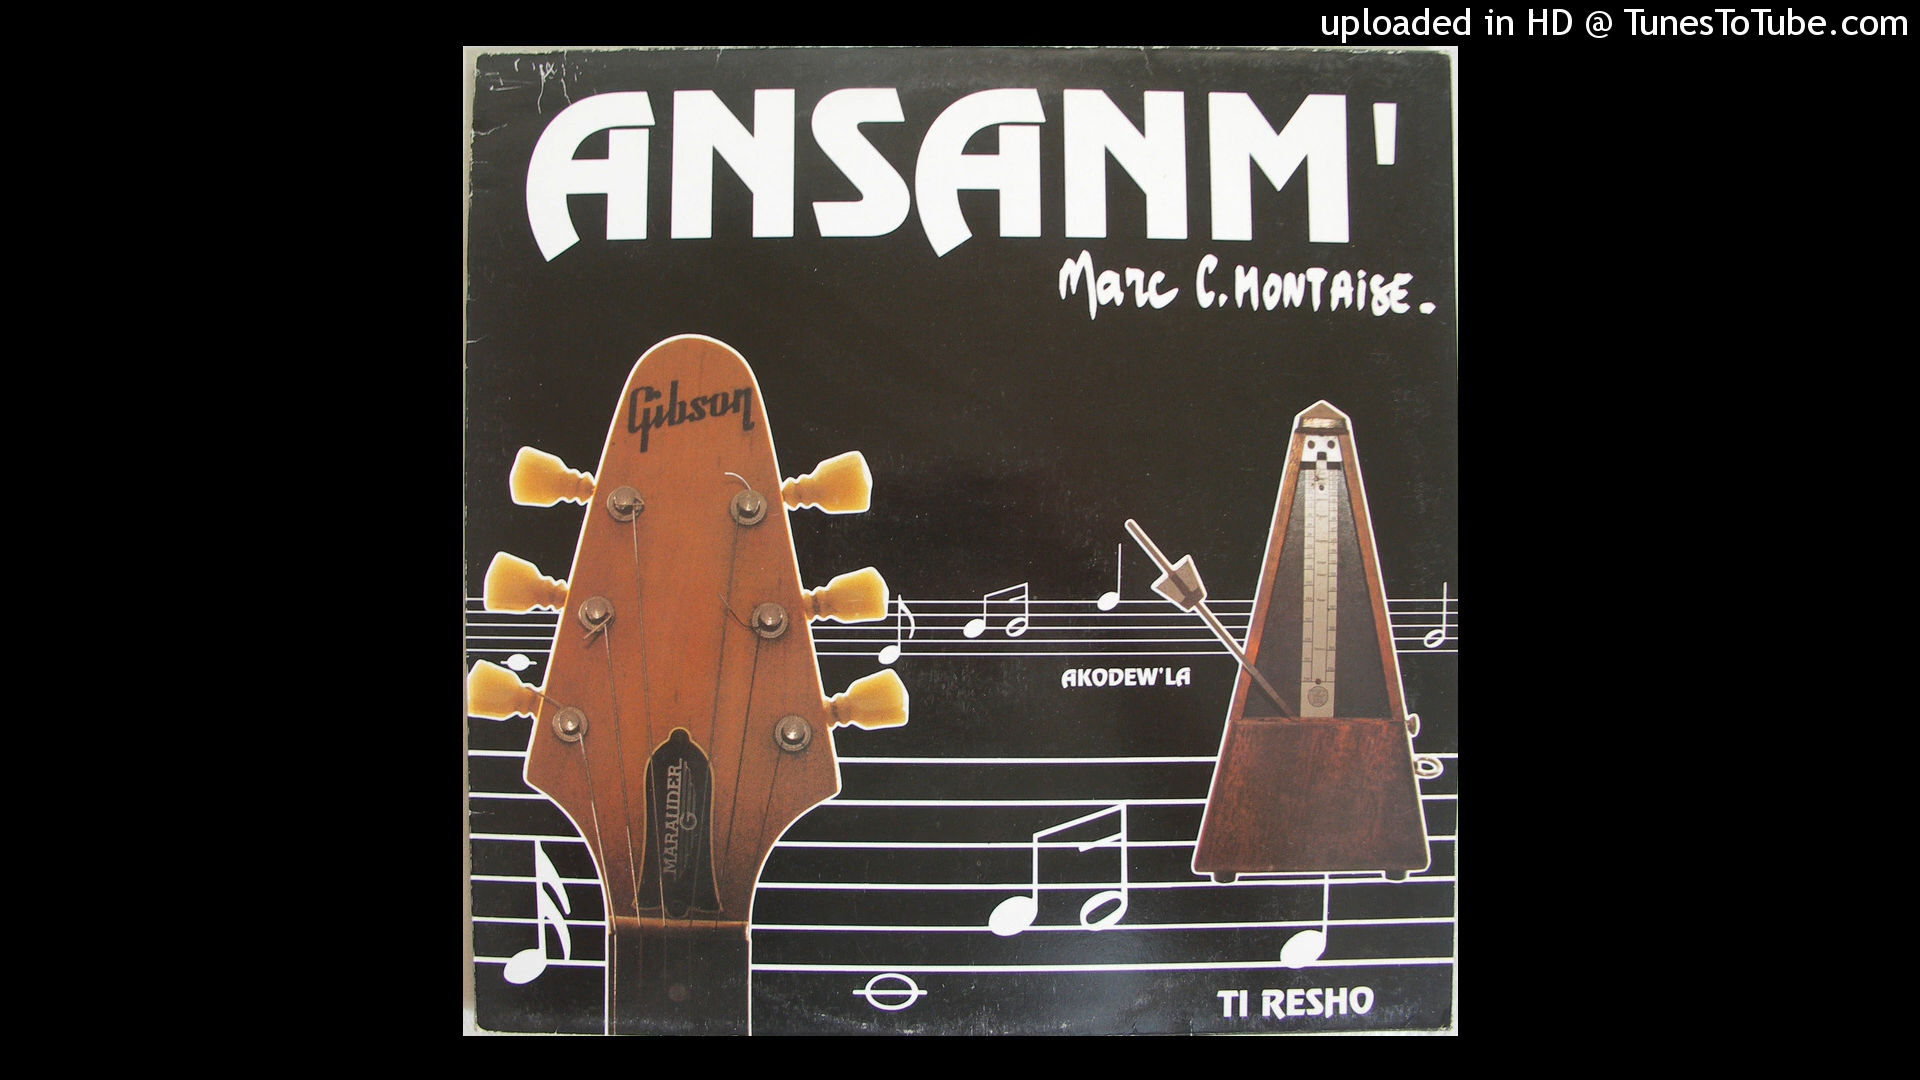 uploaded in HD @ TunesToTube.com
ANSANM'
Marc C. MONTAISE.
Gibson
AKODEW'LA
MARAUDER
G
TI RESHO